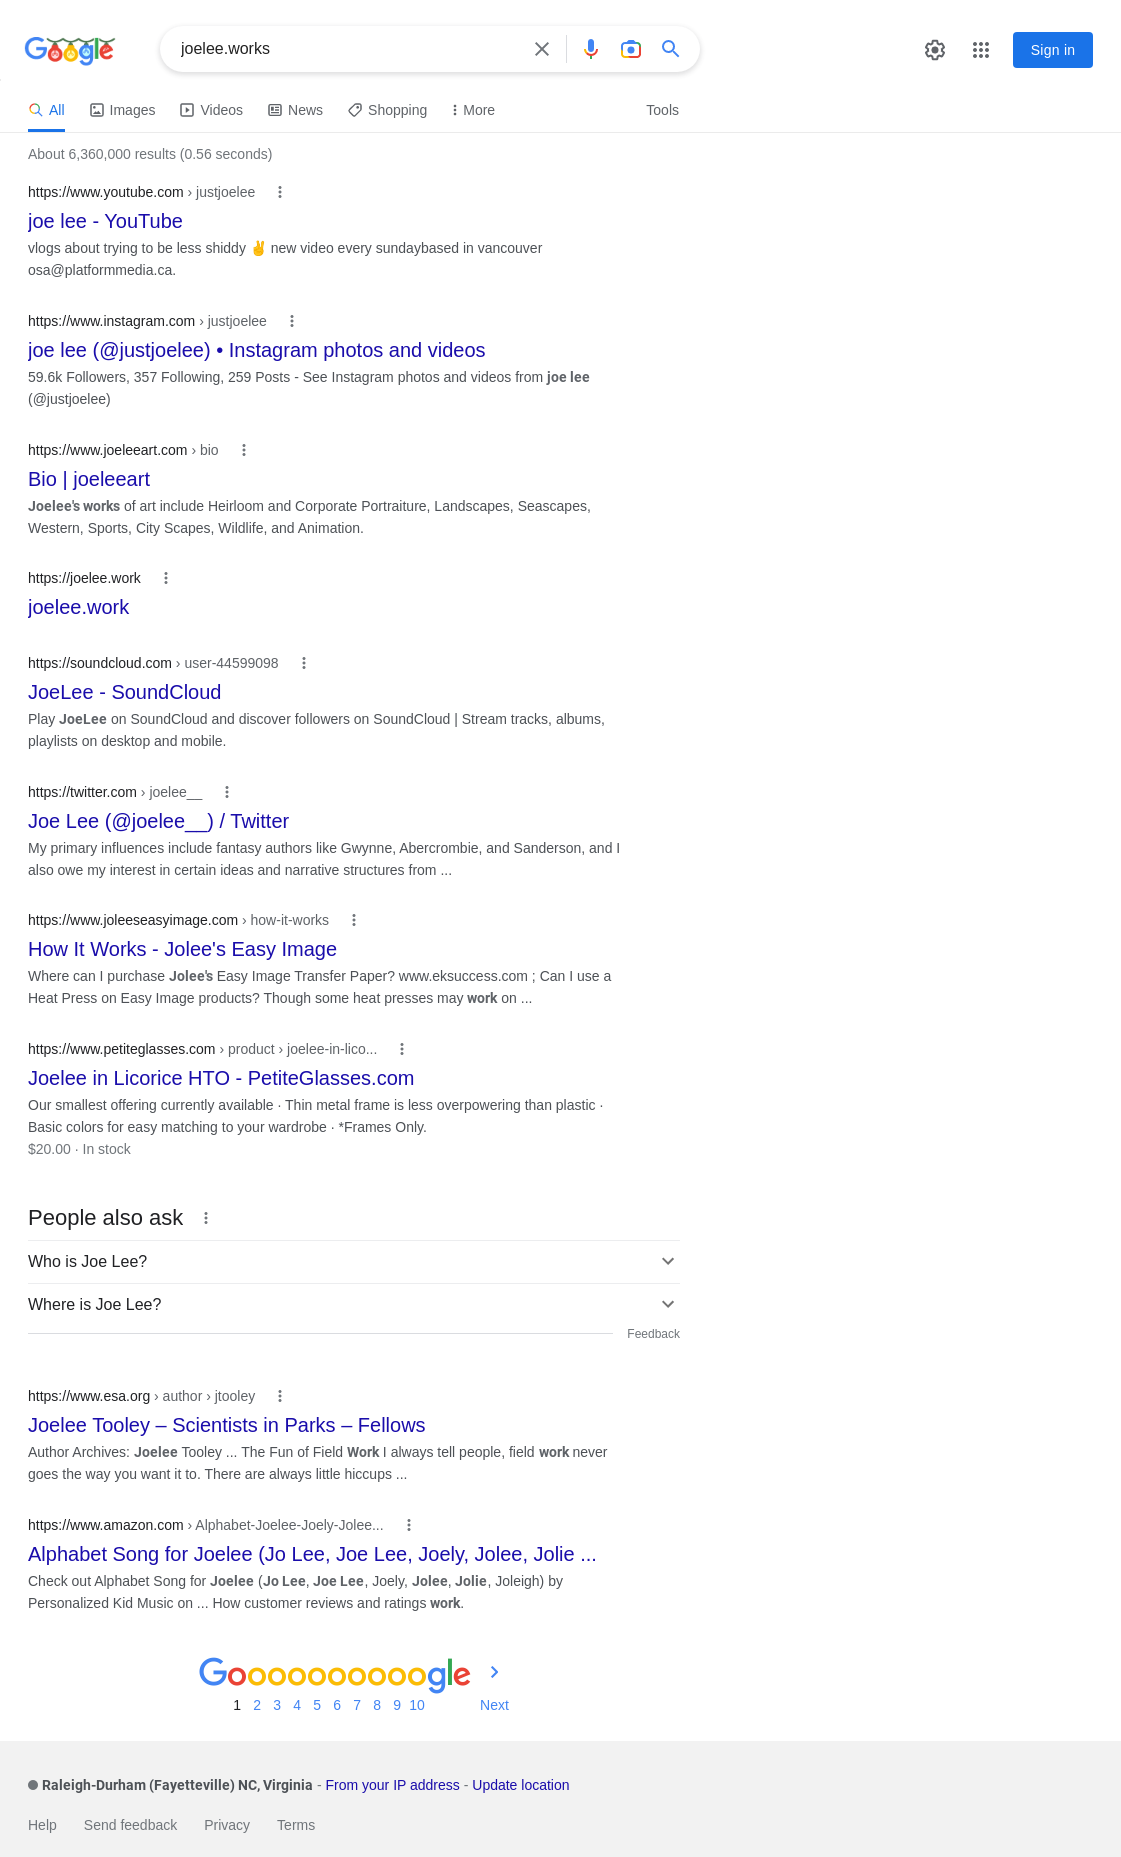 Google
joelee.works
Sign in
All Images Videos News Shopping More Tools
About 6,360,000 results (0.56 seconds)
https://www.youtube.com › justjoelee
joe lee - YouTube
vlogs about trying to be less shiddy ✌️ new video every sundaybased in vancouver
osa@platformmedia.ca.
https://www.instagram.com › justjoelee
joe lee (@justjoelee) • Instagram photos and videos
59.6k Followers, 357 Following, 259 Posts - See Instagram photos and videos from joe lee
(@justjoelee)
https://www.joeleeart.com › bio
Bio | joeleeart
Joelee's works of art include Heirloom and Corporate Portraiture, Landscapes, Seascapes,
Western, Sports, City Scapes, Wildlife, and Animation.
https://joelee.work
joelee.work
https://soundcloud.com › user-44599098
JoeLee - SoundCloud
Play JoeLee on SoundCloud and discover followers on SoundCloud | Stream tracks, albums,
playlists on desktop and mobile.
https://twitter.com › joelee__
Joe Lee (@joelee__) / Twitter
My primary influences include fantasy authors like Gwynne, Abercrombie, and Sanderson, and I
also owe my interest in certain ideas and narrative structures from ...
https://www.joleeseasyimage.com › how-it-works
How It Works - Jolee's Easy Image
Where can I purchase Jolee's Easy Image Transfer Paper? www.eksuccess.com ; Can I use a
Heat Press on Easy Image products? Though some heat presses may work on ...
https://www.petiteglasses.com › product › joelee-in-lico...
Joelee in Licorice HTO - PetiteGlasses.com
Our smallest offering currently available · Thin metal frame is less overpowering than plastic ·
Basic colors for easy matching to your wardrobe · *Frames Only.
$20.00 · In stock
People also ask
Who is Joe Lee?
Where is Joe Lee?
Feedback
https://www.esa.org › author › jtooley
Joelee Tooley – Scientists in Parks – Fellows
Author Archives: Joelee Tooley ... The Fun of Field Work I always tell people, field work never
goes the way you want it to. There are always little hiccups ...
https://www.amazon.com › Alphabet-Joelee-Joely-Jolee...
Alphabet Song for Joelee (Jo Lee, Joe Lee, Joely, Jolee, Jolie ...
Check out Alphabet Song for Joelee (Jo Lee, Joe Lee, Joely, Jolee, Jolie, Joleigh) by
Personalized Kid Music on ... How customer reviews and ratings work.
Goooooooooogle
1 2 3 4 5 6 7 8 9 10 Next
Raleigh-Durham (Fayetteville) NC, Virginia - From your IP address - Update location
Help Send feedback Privacy Terms